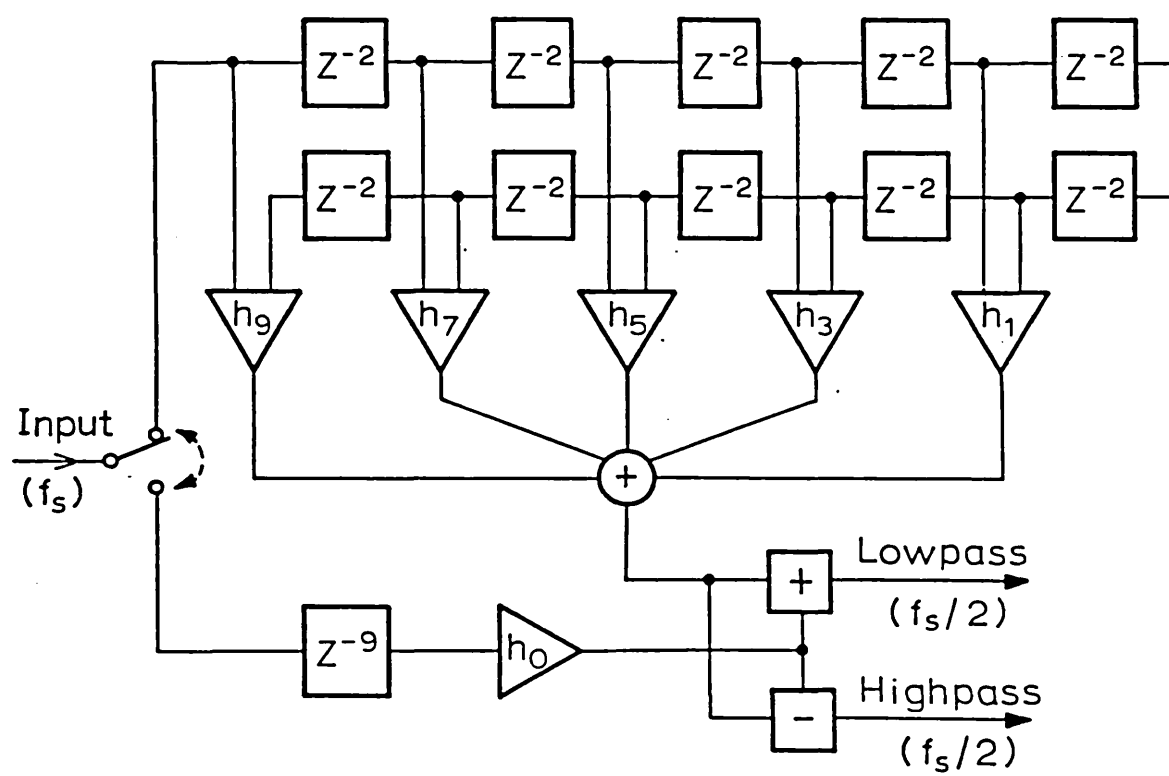 Z⁻² Z⁻² Z⁻² Z⁻² Z⁻²
Z⁻² Z⁻² Z⁻² Z⁻² Z⁻²
h₉ h₇ h₅ h₃ h₁
Input
(fₛ)
+
Lowpass
+
(fₛ/2)
Z⁻⁹ h₀
Highpass
−
(fₛ/2)